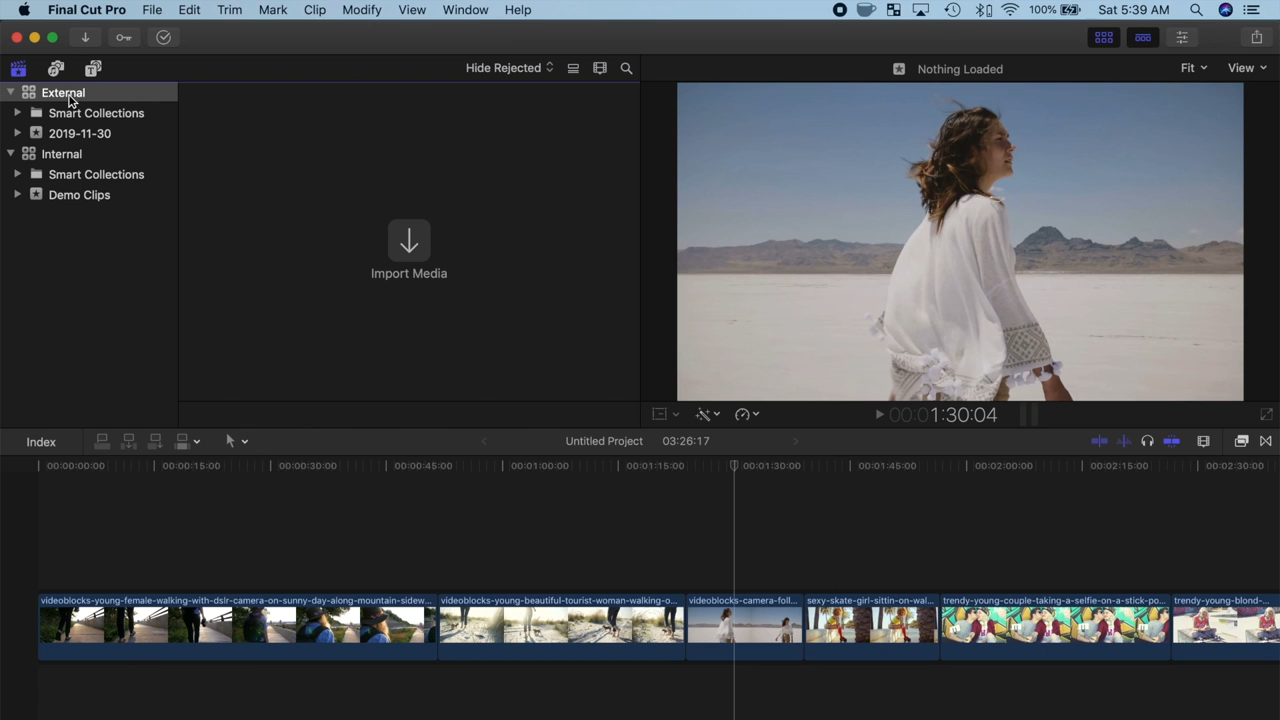 Final Cut Pro File Edit Trim Mark Clip Modify View Window Help 100% Sat 5:39 AM
Hide Rejected Nothing Loaded Fit View
External
Smart Collections
2019-11-30
Internal
Smart Collections
Demo Clips
Import Media
00:00:01:30:04
Index Untitled Project 03:26:17
00:00:00:00 00:00:15:00 00:00:30:00 00:00:45:00 00:01:00:00 00:01:15:00 00:01:30:00 00:01:45:00 00:02:00:00 00:02:15:00 00:02:30:00
videoblocks-young-female-walking-with-dslr-camera-on-sunny-day-along-mountain-sidew... videoblocks-young-beautiful-tourist-woman-walking-o... videoblocks-camera-foll... sexy-skate-girl-sittin-on-wal... trendy-young-couple-taking-a-selfie-on-a-stick-po... trendy-young-blond-...